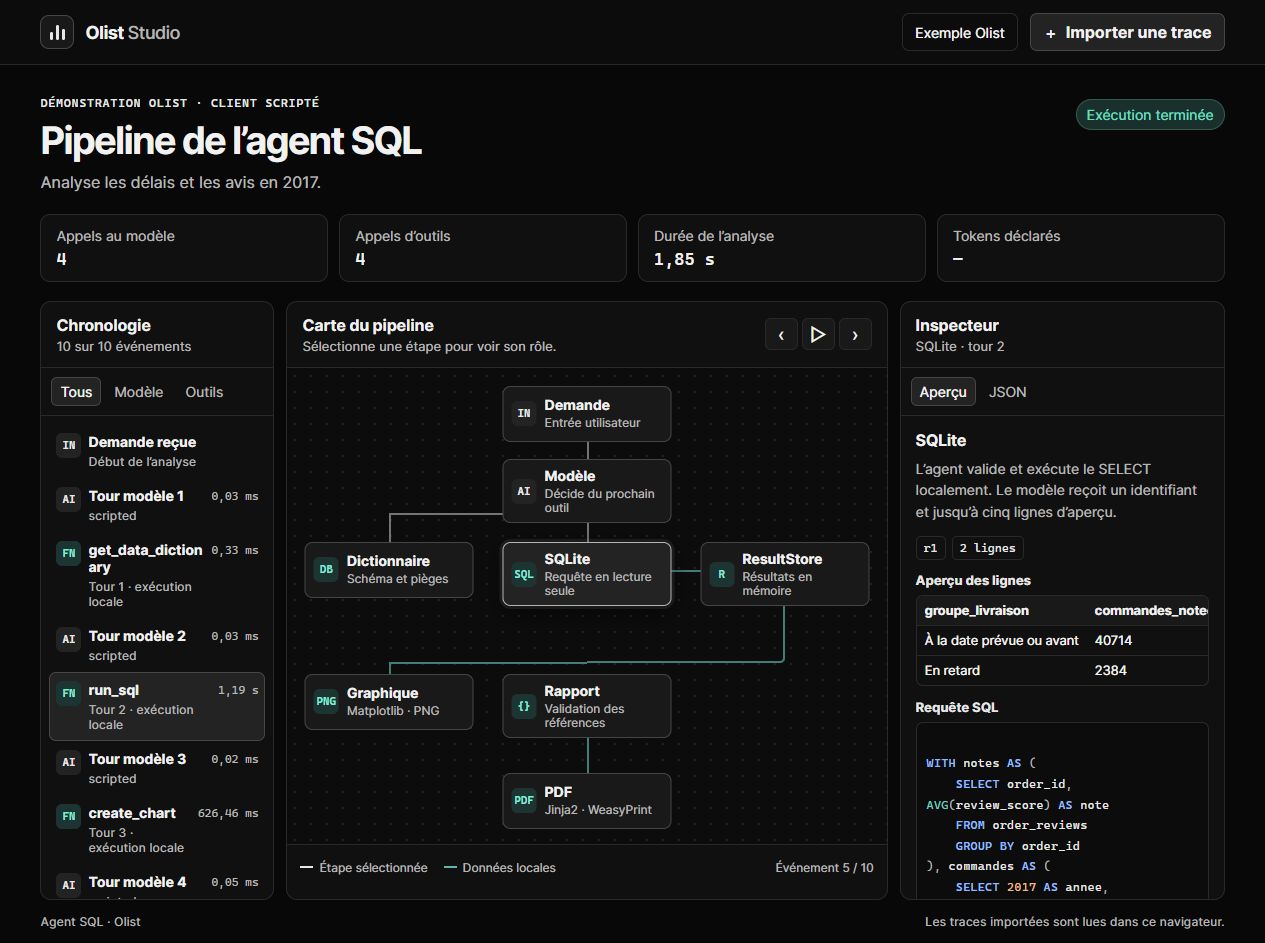 Olist Studio
Exemple Olist
+ Importer une trace
DÉMONSTRATION OLIST · CLIENT SCRIPTÉ
Pipeline de l’agent SQL
Exécution terminée
Analyse les délais et les avis en 2017.
Appels au modèle
4
Appels d’outils
4
Durée de l’analyse
1,85 s
Tokens déclarés
—
Chronologie
10 sur 10 événements
Tous Modèle Outils
IN Demande reçue
Début de l’analyse
AI Tour modèle 1 0,03 ms
scripted
FN get_data_diction 0,33 ms
ary
Tour 1 · exécution
locale
AI Tour modèle 2 0,03 ms
scripted
FN run_sql 1,19 s
Tour 2 · exécution
locale
AI Tour modèle 3 0,02 ms
scripted
FN create_chart 626,46 ms
Tour 3 ·
exécution locale
AI Tour modèle 4 0,05 ms
Carte du pipeline
Sélectionne une étape pour voir son rôle.
‹ ›
IN Demande
Entrée utilisateur
AI Modèle
Décide du prochain
outil
DB Dictionnaire
Schéma et pièges
SQL SQLite
Requête en lecture
seule
R ResultStore
Résultats en
mémoire
PNG Graphique
Matplotlib · PNG
{} Rapport
Validation des
références
PDF PDF
Jinja2 · WeasyPrint
Étape sélectionnée Données locales Événement 5 / 10
Inspecteur
SQLite · tour 2
Aperçu JSON
SQLite
L’agent valide et exécute le SELECT
localement. Le modèle reçoit un identifiant
et jusqu’à cinq lignes d’aperçu.
r1 2 lignes
Aperçu des lignes
groupe_livraison commandes_note
À la date prévue ou avant 40714
En retard 2384
Requête SQL
WITH notes AS (
SELECT order_id,
AVG(review_score) AS note
FROM order_reviews
GROUP BY order_id
), commandes AS (
SELECT 2017 AS annee,
Agent SQL · Olist
Les traces importées sont lues dans ce navigateur.